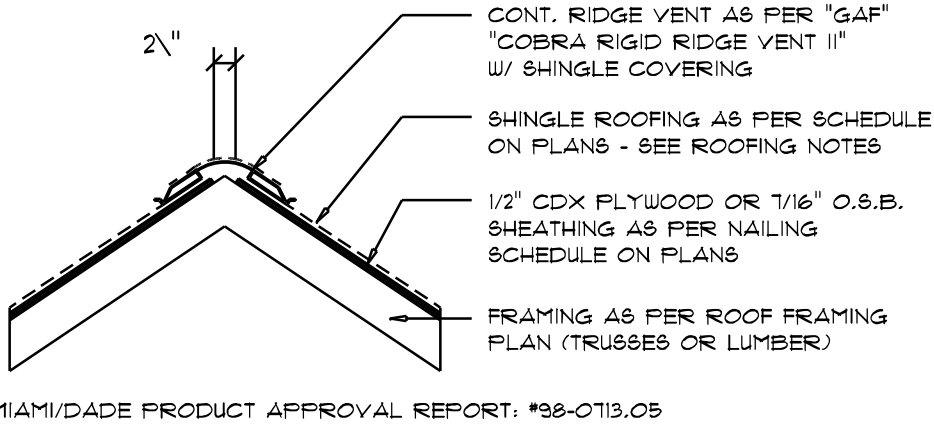 2\"
CONT. RIDGE VENT AS PER "GAF"
"COBRA RIGID RIDGE VENT II"
W/ SHINGLE COVERING
SHINGLE ROOFING AS PER SCHEDULE
ON PLANS - SEE ROOFING NOTES
1/2" CDX PLYWOOD OR 7/16" O.S.B.
SHEATHING AS PER NAILING
SCHEDULE ON PLANS
FRAMING AS PER ROOF FRAMING
PLAN (TRUSSES OR LUMBER)
MIAMI/DADE PRODUCT APPROVAL REPORT: #98-0713.05